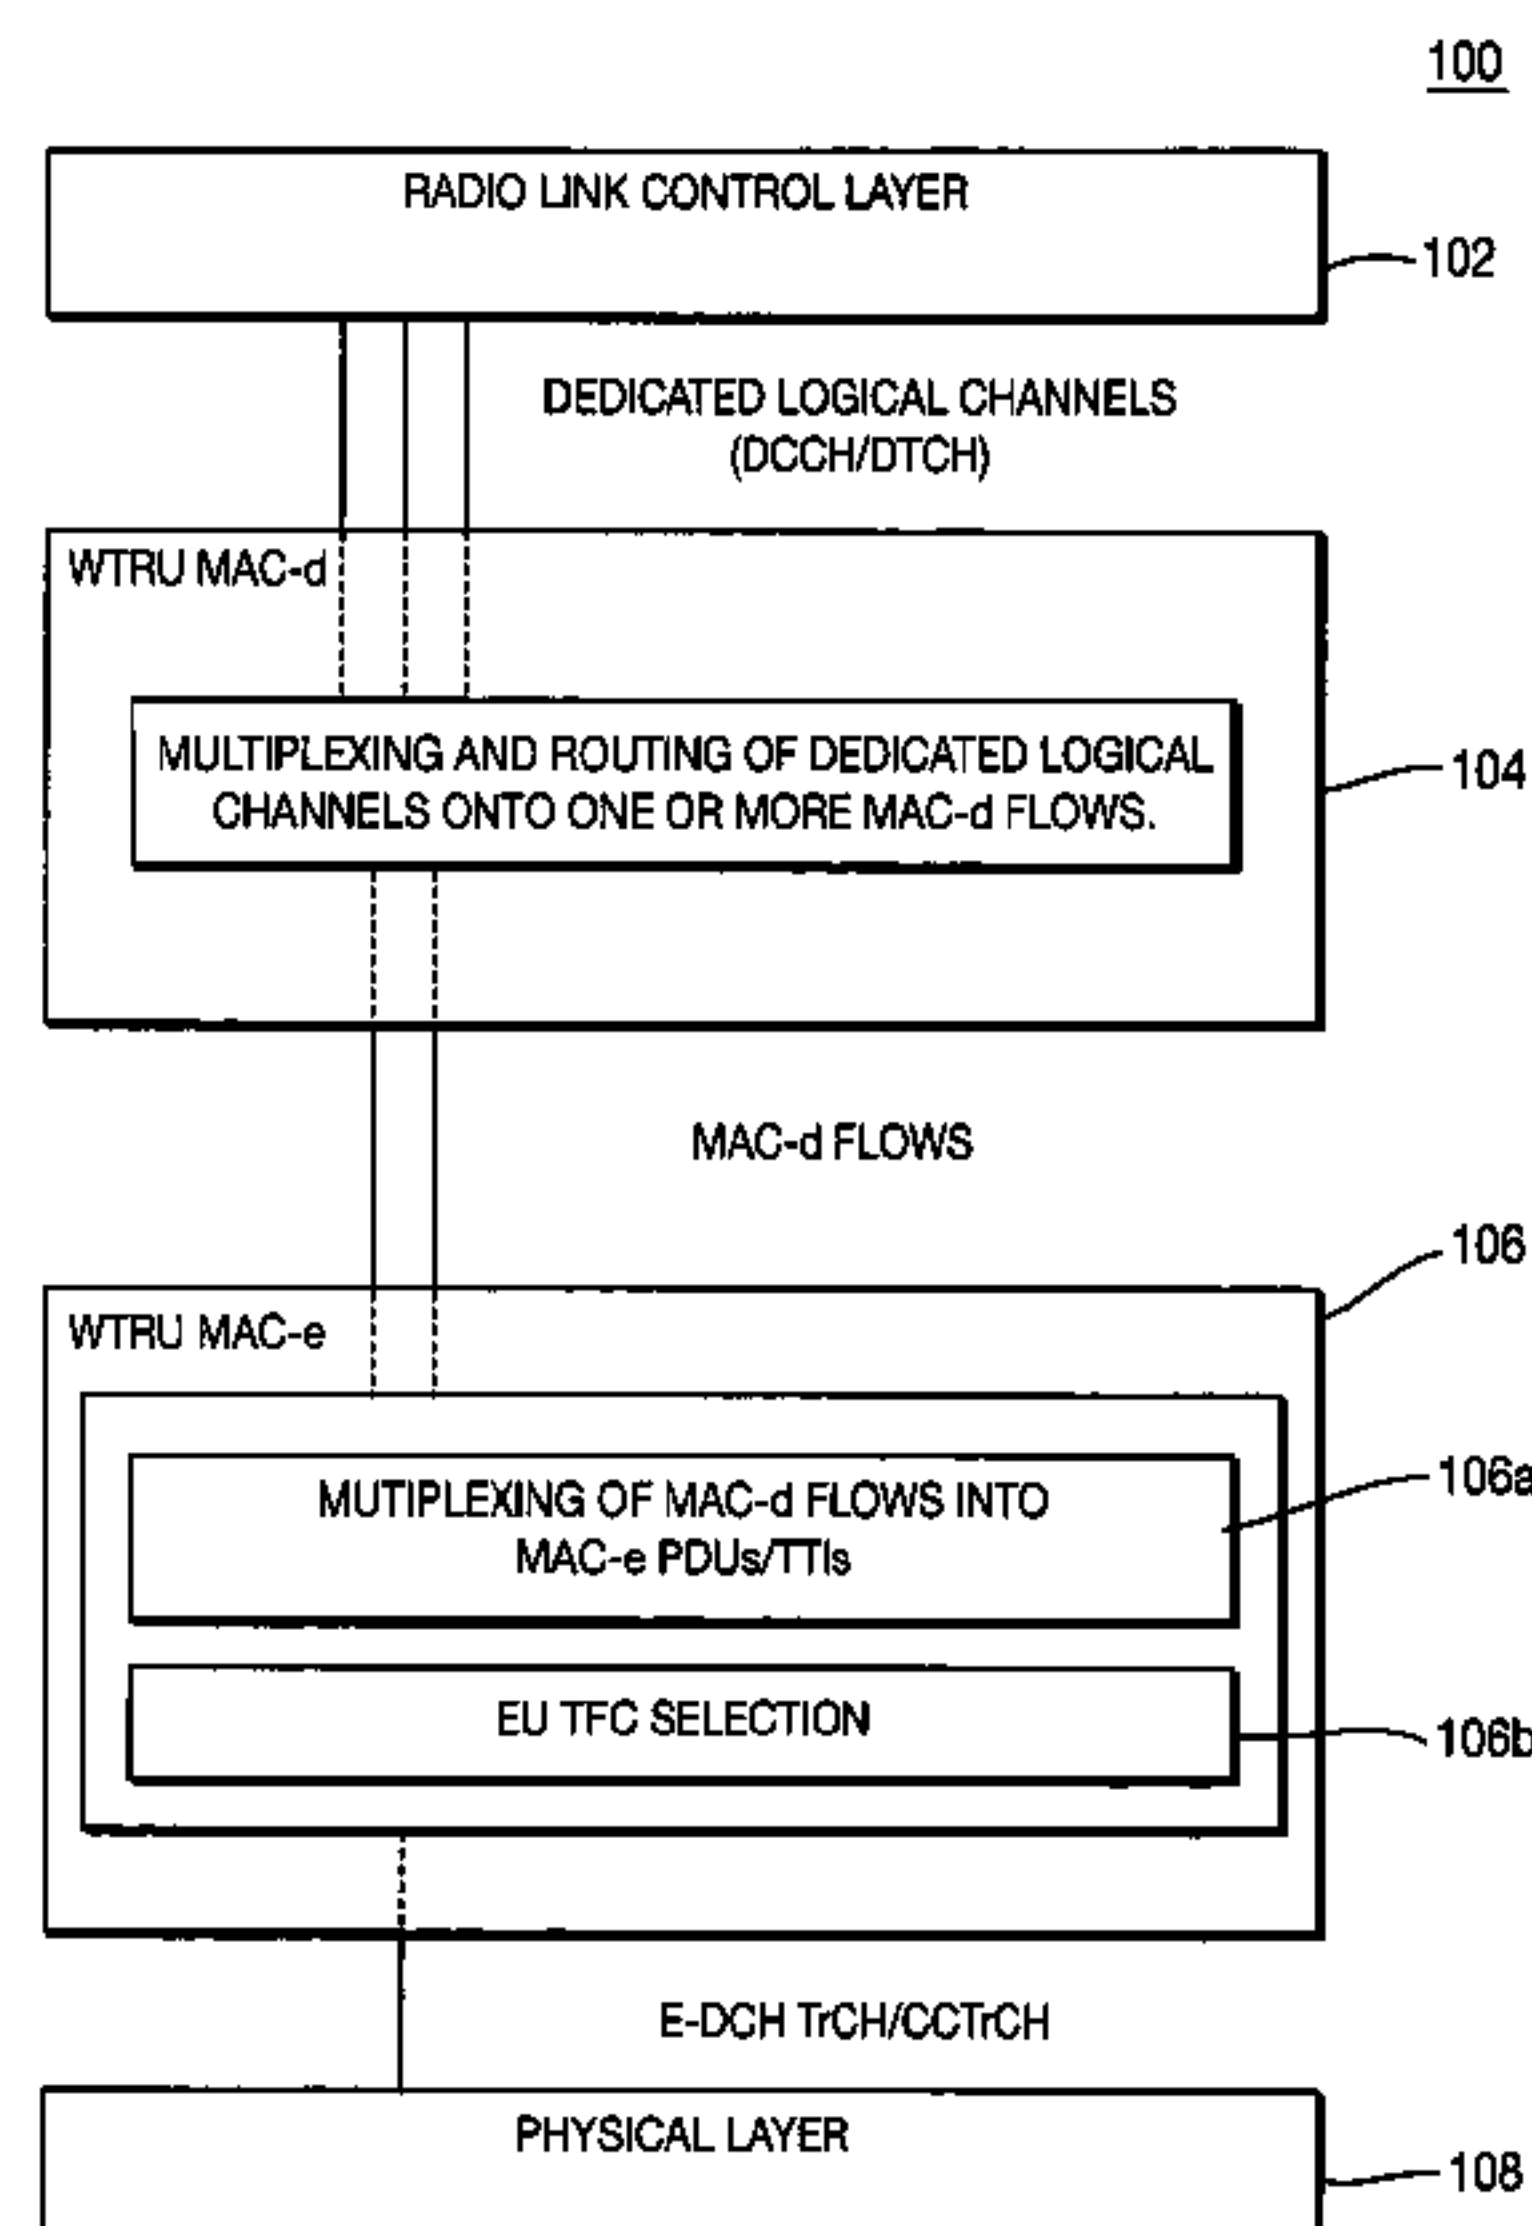 100
RADIO LINK CONTROL LAYER
102
DEDICATED LOGICAL CHANNELS
(DCCH/DTCH)
WTRU MAC-d
MULTIPLEXING AND ROUTING OF DEDICATED LOGICAL
CHANNELS ONTO ONE OR MORE MAC-d FLOWS.
104
MAC-d FLOWS
106
WTRU MAC-e
MUTIPLEXING OF MAC-d FLOWS INTO
MAC-e PDUs/TTIs
106a
EU TFC SELECTION
106b
E-DCH TrCH/CCTrCH
PHYSICAL LAYER
108